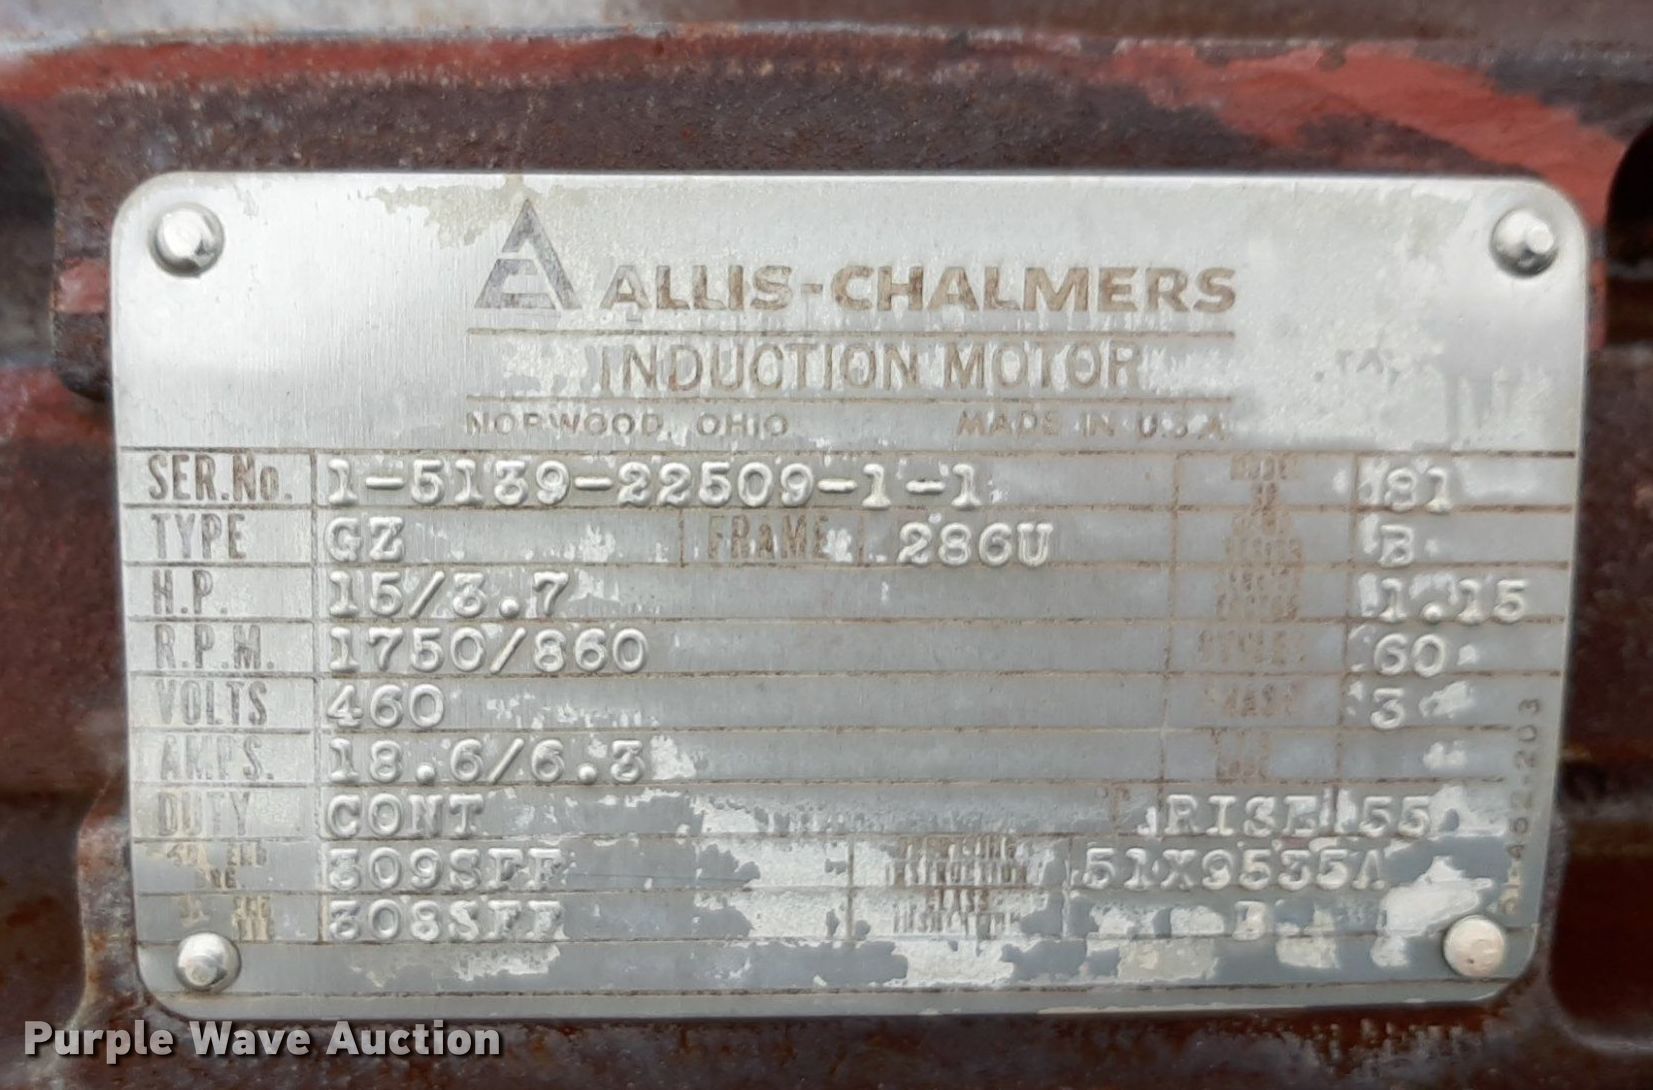 ALLIS-CHALMERS
INDUCTION MOTOR
NORWOOD, OHIO MADE IN U.S.A.
SER.No. 1-5139-22509-1-1 81
TYPE GZ FRAME 286U B
H.P. 15/3.7 1.15
R.P.M. 1750/860 60
VOLTS 460 PHASE 3
AMPS. 18.6/6.3
DUTY CONT RISE 55
309SFF 51X9535A
308SFF B
Purple Wave Auction